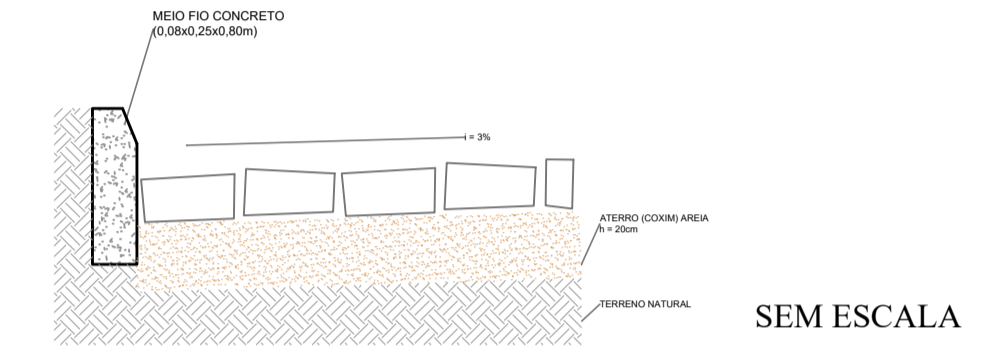 MEIO FIO CONCRETO
(0,08x0,25x0,80m)
i = 3%
ATERRO (COXIM) AREIA
h = 20cm
TERRENO NATURAL
SEM ESCALA